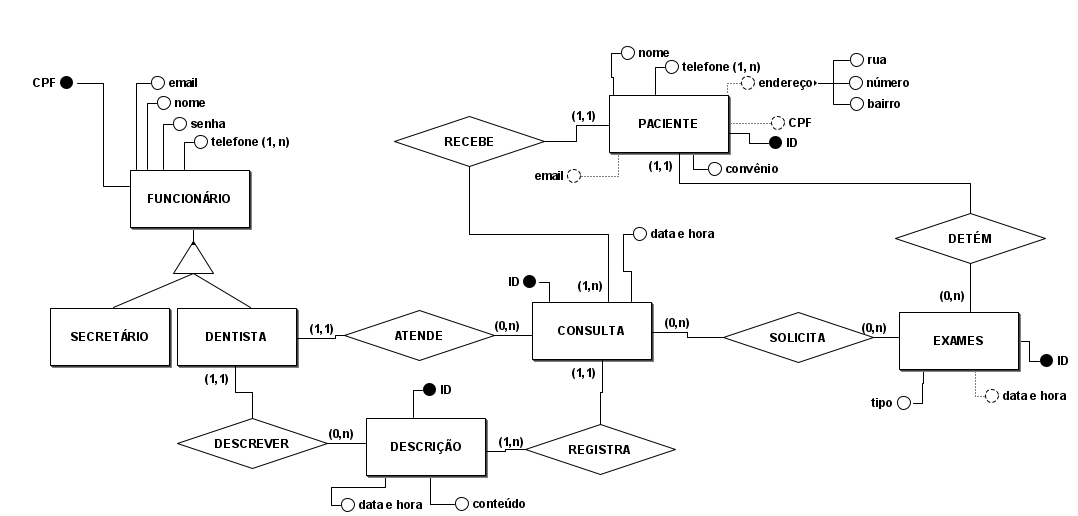 nome
telefone (1, n)
rua
endereço
número
bairro
CPF
email
nome
senha
telefone (1, n)
(1,1)
PACIENTE
CPF
ID
RECEBE
(1,1)
email
convênio
FUNCIONÁRIO
data e hora
DETÉM
ID
(1,n)
(0,n)
SECRETÁRIO
DENTISTA
(1,1)
ATENDE
(0,n)
CONSULTA
(0,n)
SOLICITA
(0,n)
EXAMES
ID
(1,1)
(1,1)
ID
tipo
data e hora
DESCREVER
(0,n)
DESCRIÇÃO
(1,n)
REGISTRA
data e hora
conteúdo